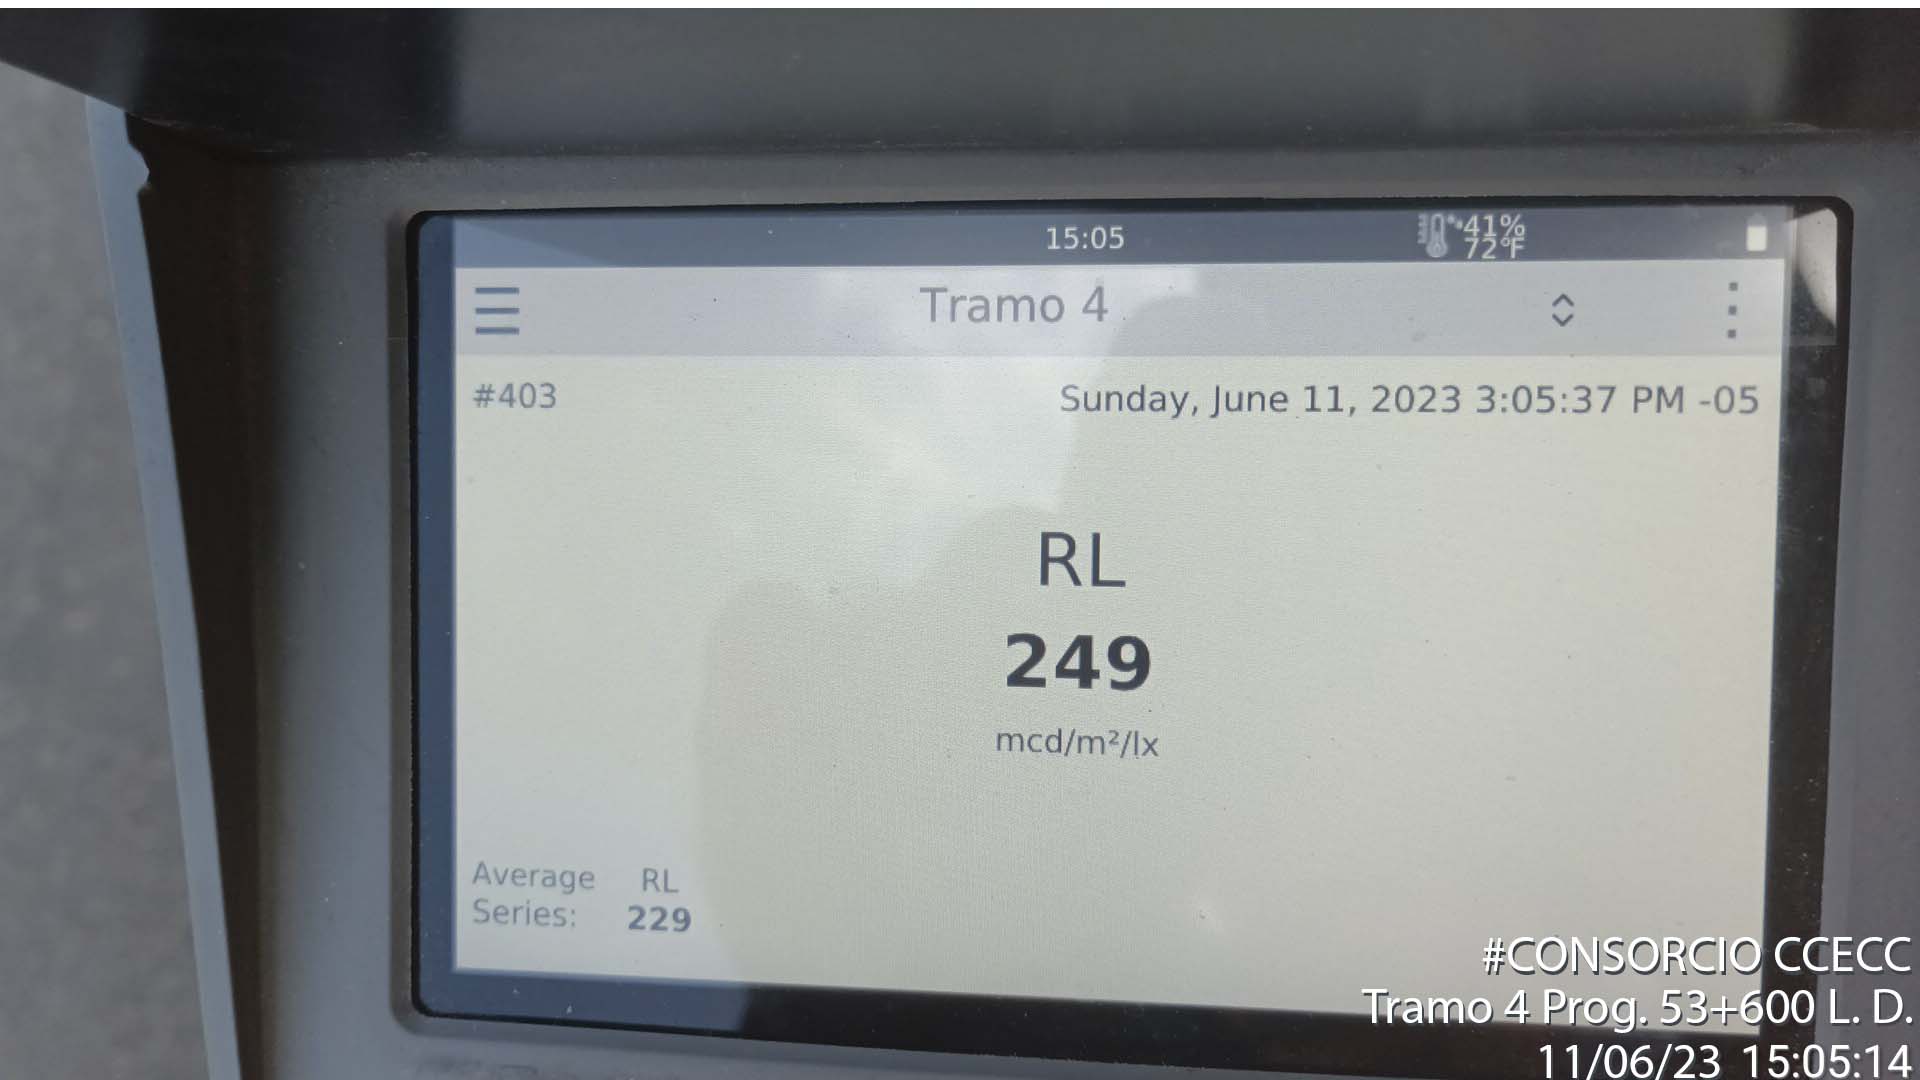 15:05
41%
72°F
Tramo 4
#403
Sunday, June 11, 2023 3:05:37 PM -05
RL
249
mcd/m²/lx
Average RL
Series: 229
#CONSORCIO CCECC
Tramo 4 Prog. 53+600 L. D.
11/06/23 15:05:14